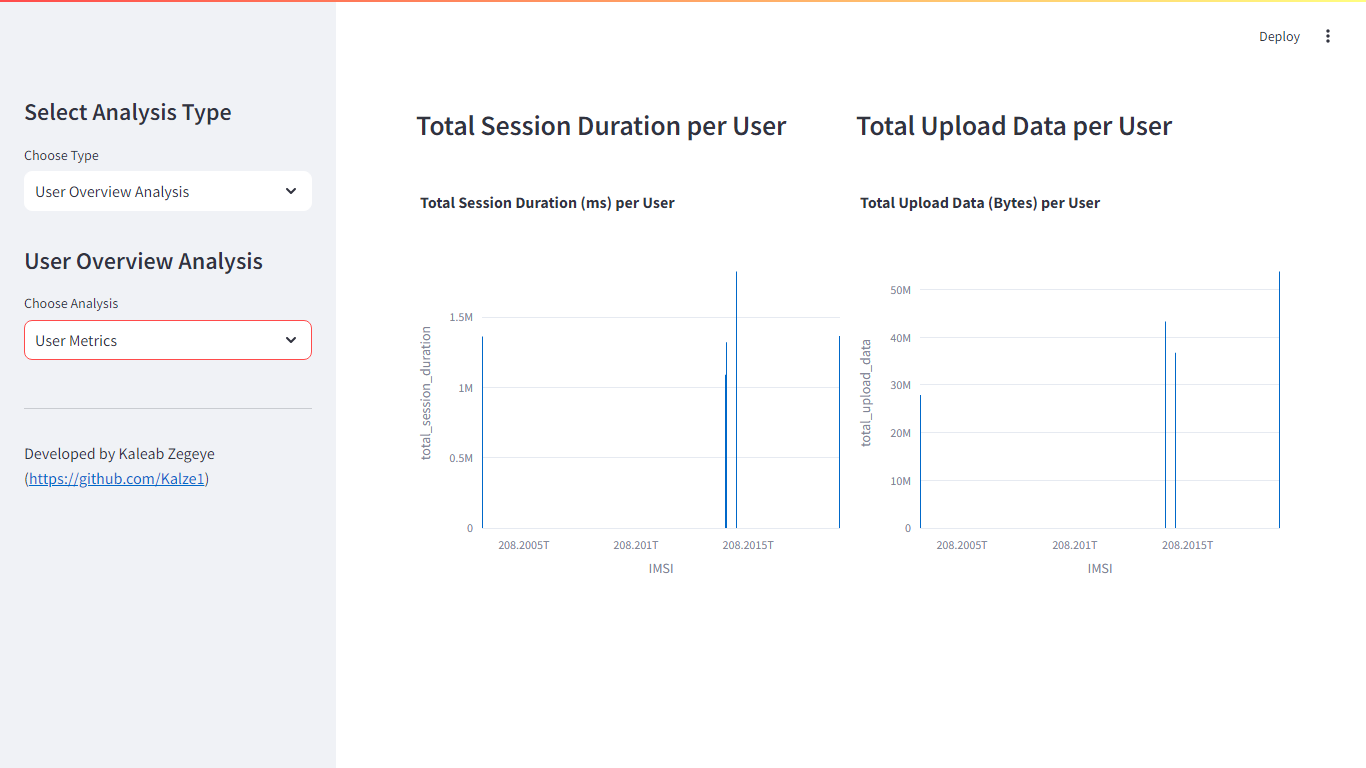 Deploy
Select Analysis Type
Choose Type
User Overview Analysis
User Overview Analysis
Choose Analysis
User Metrics
Developed by Kaleab Zegeye
(https://github.com/Kalze1)
Total Session Duration per User
Total Session Duration (ms) per User
total_session_duration
1.5M
1M
0.5M
0
208.2005T 208.201T 208.2015T
IMSI
Total Upload Data per User
Total Upload Data (Bytes) per User
total_upload_data
50M
40M
30M
20M
10M
0
208.2005T 208.201T 208.2015T
IMSI